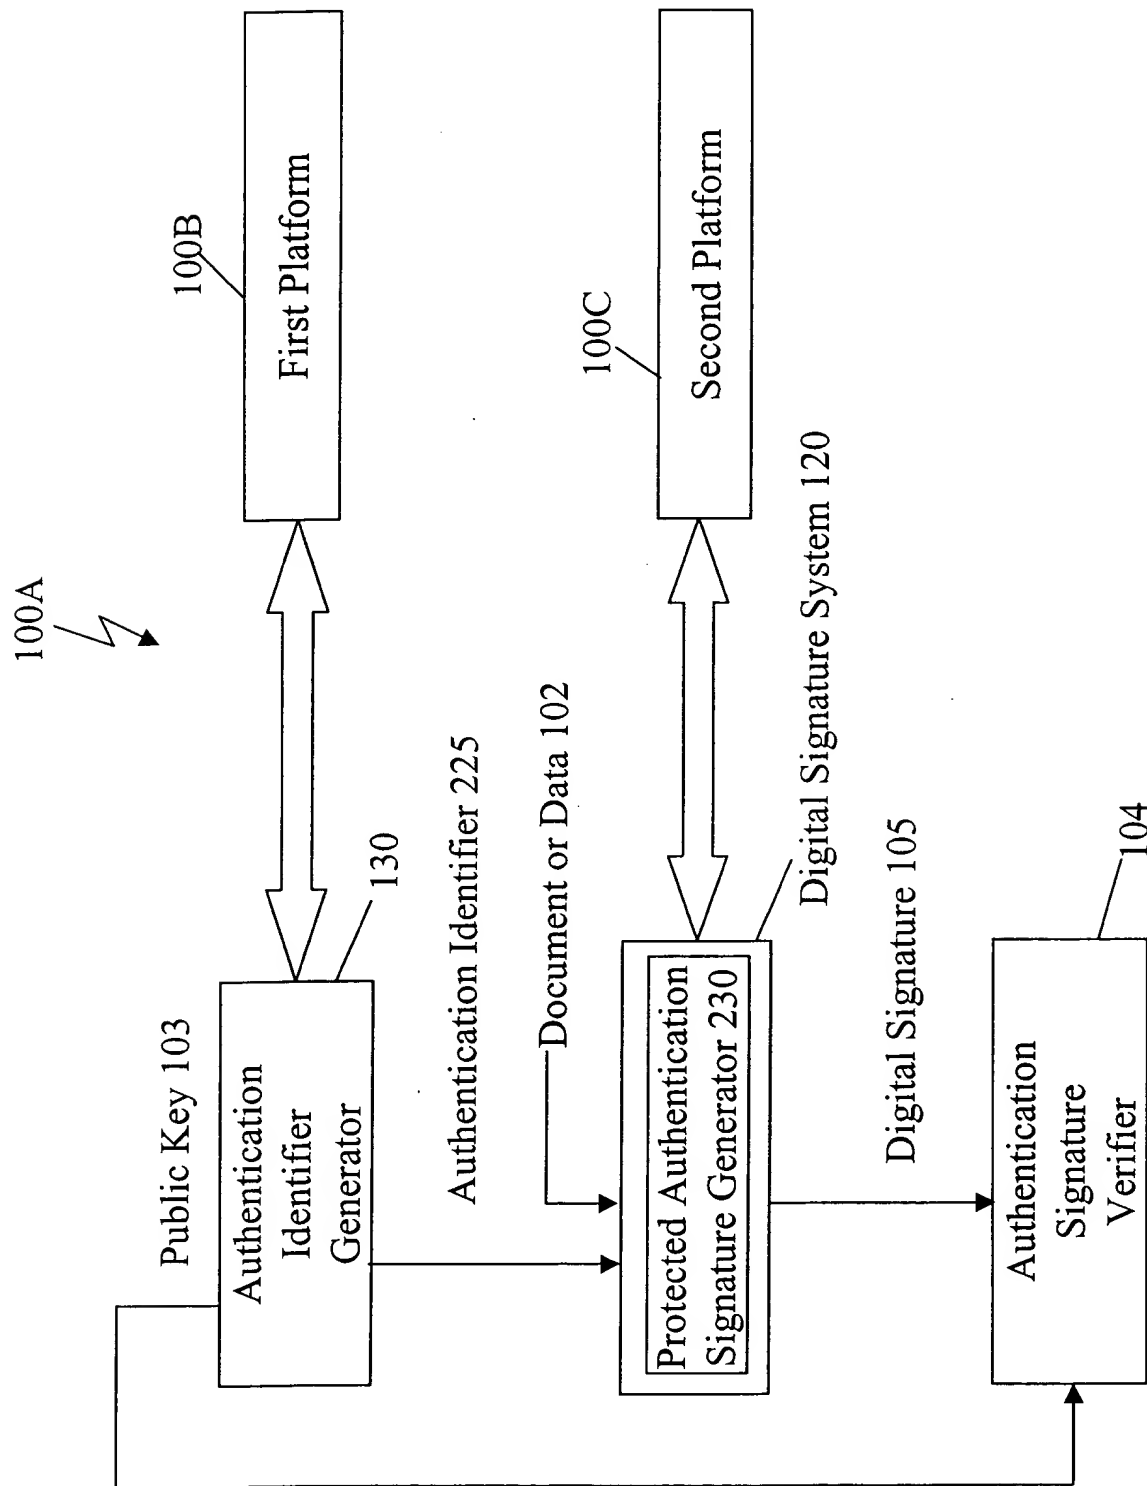 100A
100B
First Platform
100C
Second Platform
Public Key 103
Authentication
Identifier
Generator
130
Authentication Identifier 225
Document or Data 102
Protected Authentication
Signature Generator 230
Digital Signature System 120
Digital Signature 105
Authentication
Signature
Verifier
104